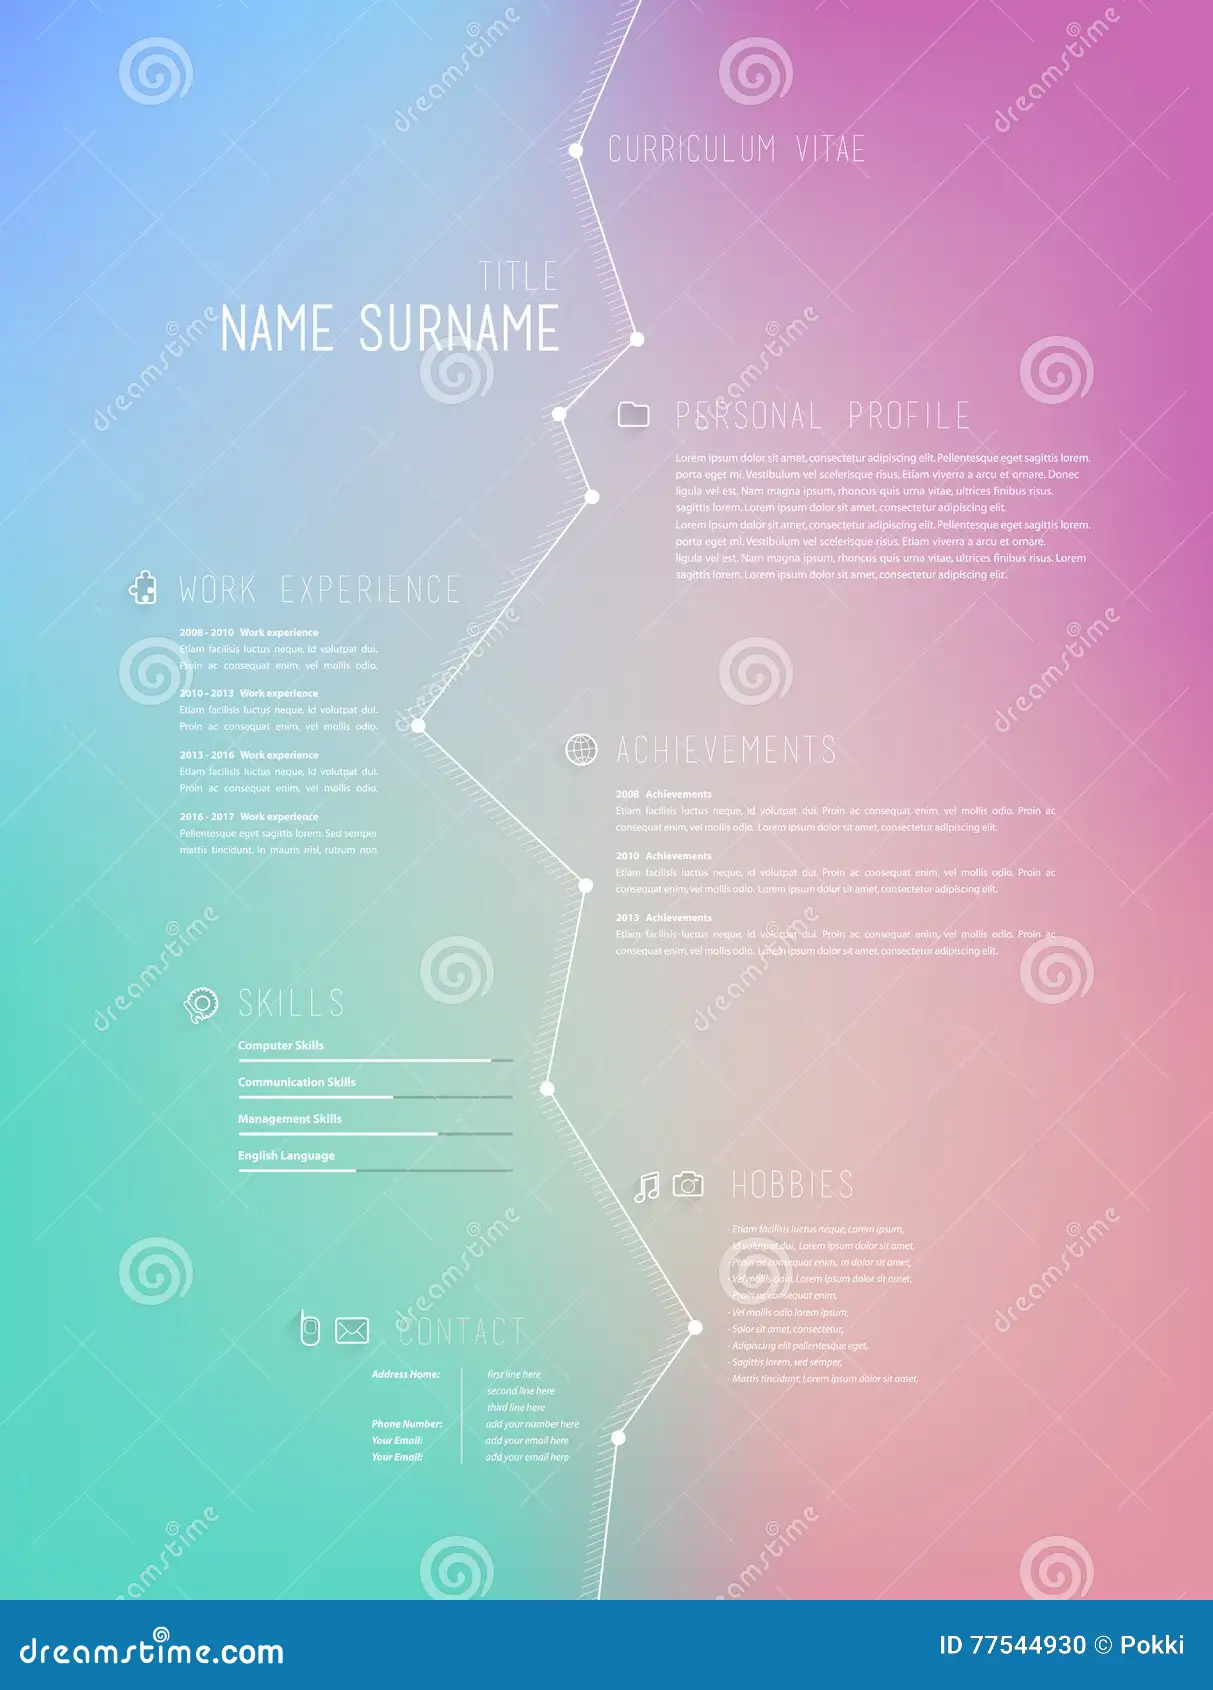 CURRICULUM VITAE
TITLE
NAME SURNAME
PERSONAL PROFILE
Lorem ipsum dolor sit amet, consectetur adipiscing elit. Pellentesque eget sagittis lorem.
porta eget mi. Vestibulum vel scelerisque risus. Etiam viverra a arcu et ornare. Donec
ligula vel est. Nam magna ipsum, rhoncus quis urna vitae, ultrices finibus risus.
sagittis lorem. Lorem ipsum dolor sit amet, consectetur adipiscing elit.
Lorem ipsum dolor sit amet, consectetur adipiscing elit. Pellentesque eget sagittis lorem.
porta eget mi. Vestibulum vel scelerisque risus. Etiam viverra a arcu et ornare.
ligula vel est. Nam magna ipsum, rhoncus quis urna vitae, ultrices finibus risus. Lorem
sagittis lorem. Lorem ipsum dolor sit amet, consectetur adipiscing elit.
WORK EXPERIENCE
2008 - 2010 Work experience
Etiam facilisis luctus neque, id volutpat dui.
Proin ac consequat enim, vel mollis odio.
2010 - 2013 Work experience
Etiam facilisis luctus neque, id volutpat dui.
Proin ac consequat enim, vel mollis odio.
2013 - 2016 Work experience
Etiam facilisis luctus neque, id volutpat dui.
Proin ac consequat enim, vel mollis odio.
2016 - 2017 Work experience
Pellentesque eget sagittis lorem. Sed semper
mattis tincidunt. In mauris nisl, rutrum non
ACHIEVEMENTS
2008 Achievements
Etiam facilisis luctus neque, id volutpat dui. Proin ac consequat enim, vel mollis odio. Proin ac
consequat enim, vel mollis odio. Lorem ipsum dolor sit amet, consectetur adipiscing elit.
2010 Achievements
Etiam facilisis luctus neque, id volutpat dui. Proin ac consequat enim, vel mollis odio. Proin ac
consequat enim, vel mollis odio. Lorem ipsum dolor sit amet, consectetur adipiscing elit.
2013 Achievements
Etiam facilisis luctus neque, id volutpat dui. Proin ac consequat enim, vel mollis odio. Proin ac
consequat enim, vel mollis odio. Lorem ipsum dolor sit amet, consectetur adipiscing elit.
SKILLS
Computer Skills
Communication Skills
Management Skills
English Language
HOBBIES
- Etiam facilisis luctus neque, Lorem ipsum,
- Id volutpat dui, Lorem ipsum dolor sit amet,
- Proin ac consequat enim, m dolor sit amet,
- Vel mollis odio. Lorem ipsum dolor sit amet,
- Proin ac consequat enim,
- Vel mollis odio lorem ipsum,
- Solor sit amet, consectetur,
- Adipiscing elit pellentesque eget,
- Sagittis lorem, sed semper,
- Mattis tincidunt, Lorem ipsum dolor sit amet,
CONTACT
Address Home: first line here
second line here
third line here
Phone Number: add your number here
Your Email: add your email here
Your Email: add your email here
dreamstime.com
ID 77544930 © Pokki